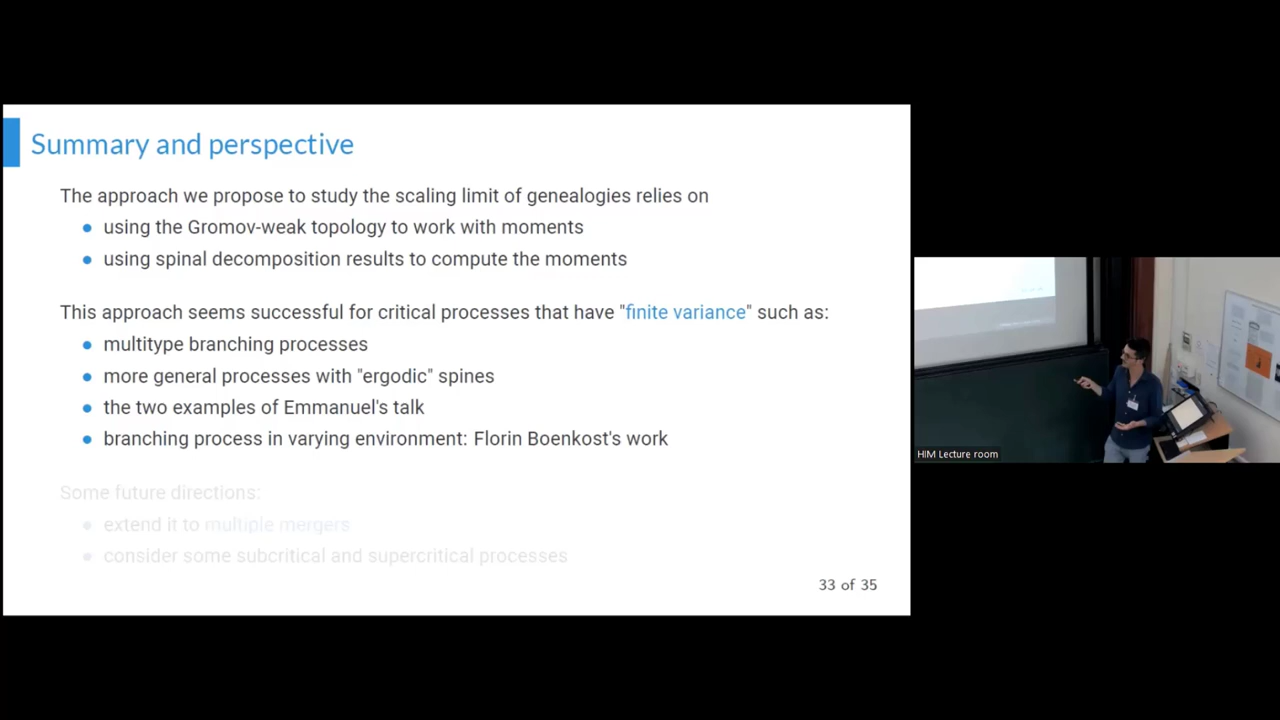 Summary and perspective
The approach we propose to study the scaling limit of genealogies relies on
using the Gromov-weak topology to work with moments
using spinal decomposition results to compute the moments
This approach seems successful for critical processes that have "finite variance" such as:
multitype branching processes
more general processes with "ergodic" spines
the two examples of Emmanuel's talk
branching process in varying environment: Florin Boenkost's work
Some future directions:
extend it to multiple mergers
consider some subcritical and supercritical processes
33 of 35
HIM Lecture room